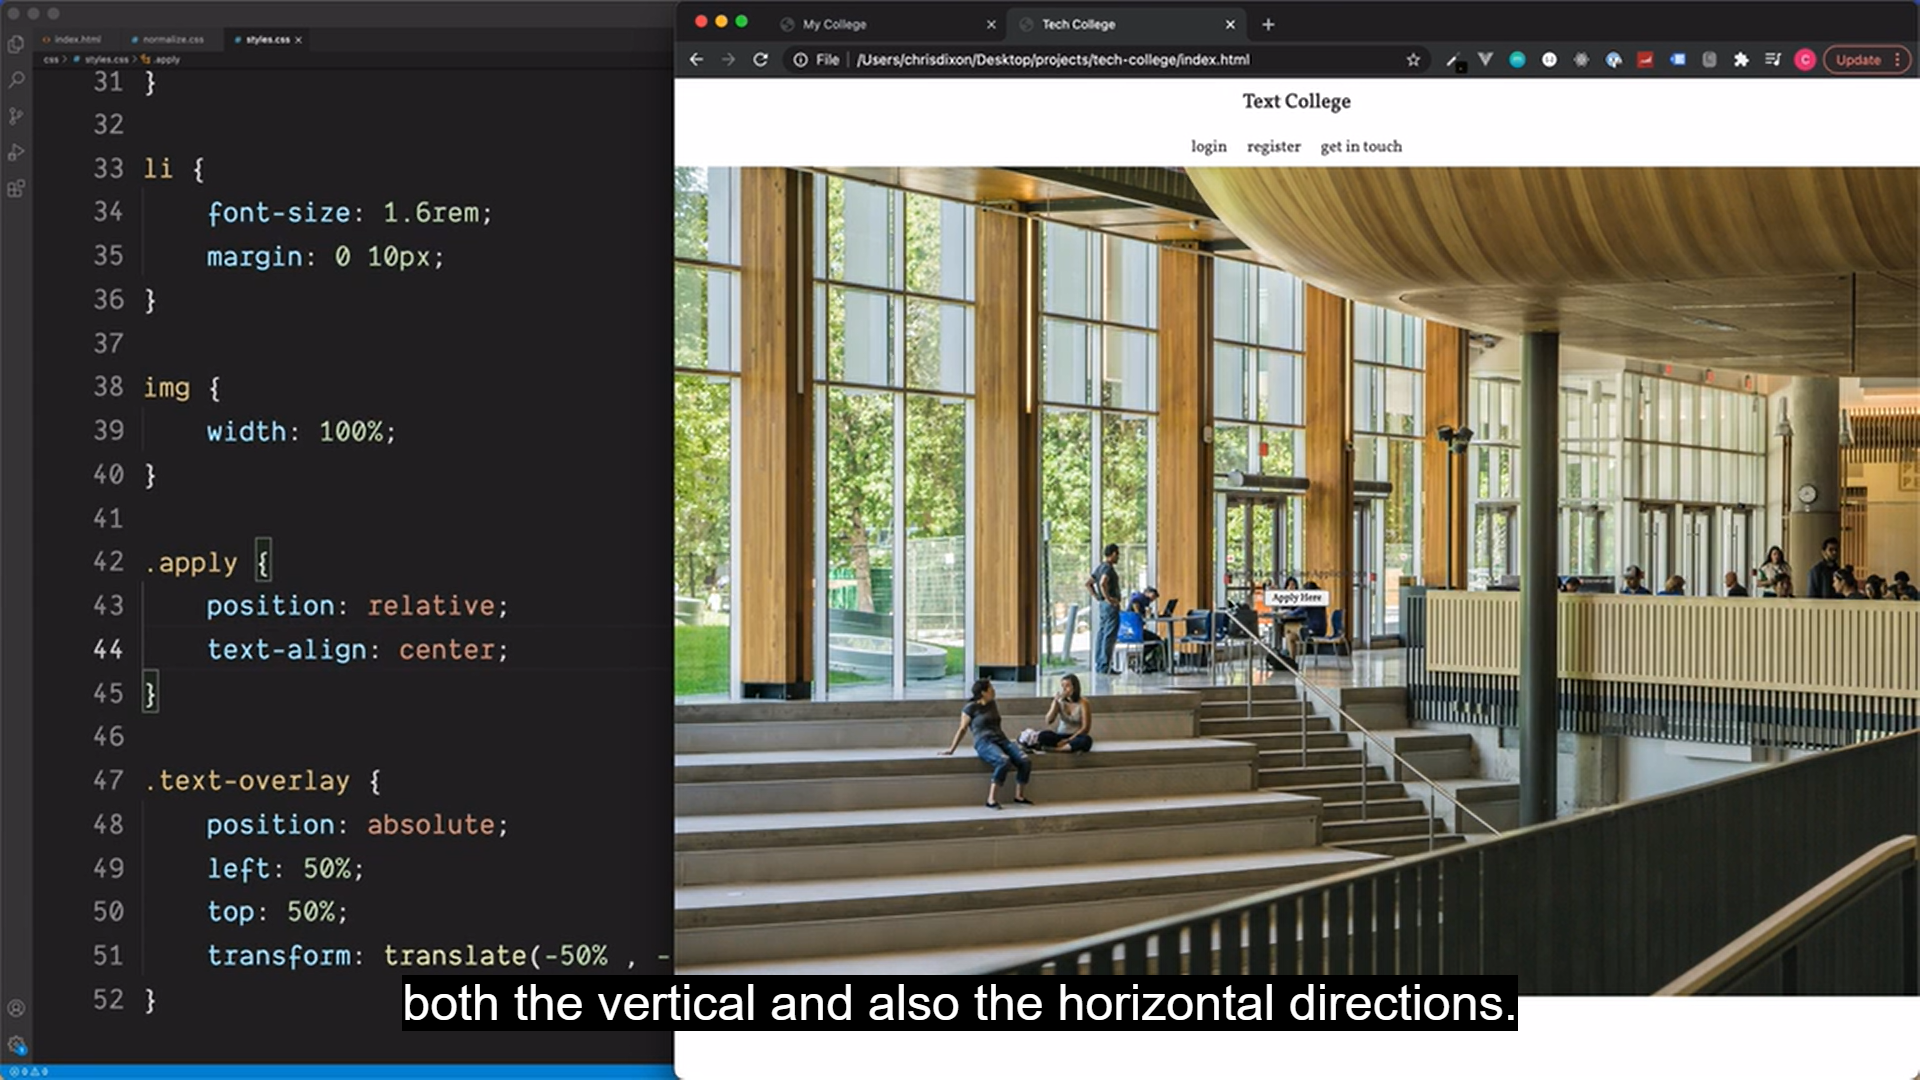 index.html
normalize.css
styles.css
css > styles.css > .apply
31 }
32
33 li {
34 font-size: 1.6rem;
35 margin: 0 10px;
36 }
37
38 img {
39 width: 100%;
40 }
41
42 .apply {
43 position: relative;
44 text-align: center;
45 }
46
47 .text-overlay {
48 position: absolute;
49 left: 50%;
50 top: 50%;
51 transform: translate(-50% , -
52 }
My College
Tech College
File
/Users/chrisdixon/Desktop/projects/tech-college/index.html
C
Update
Text College
login register get in touch
Apply Here
both the vertical and also the horizontal directions.